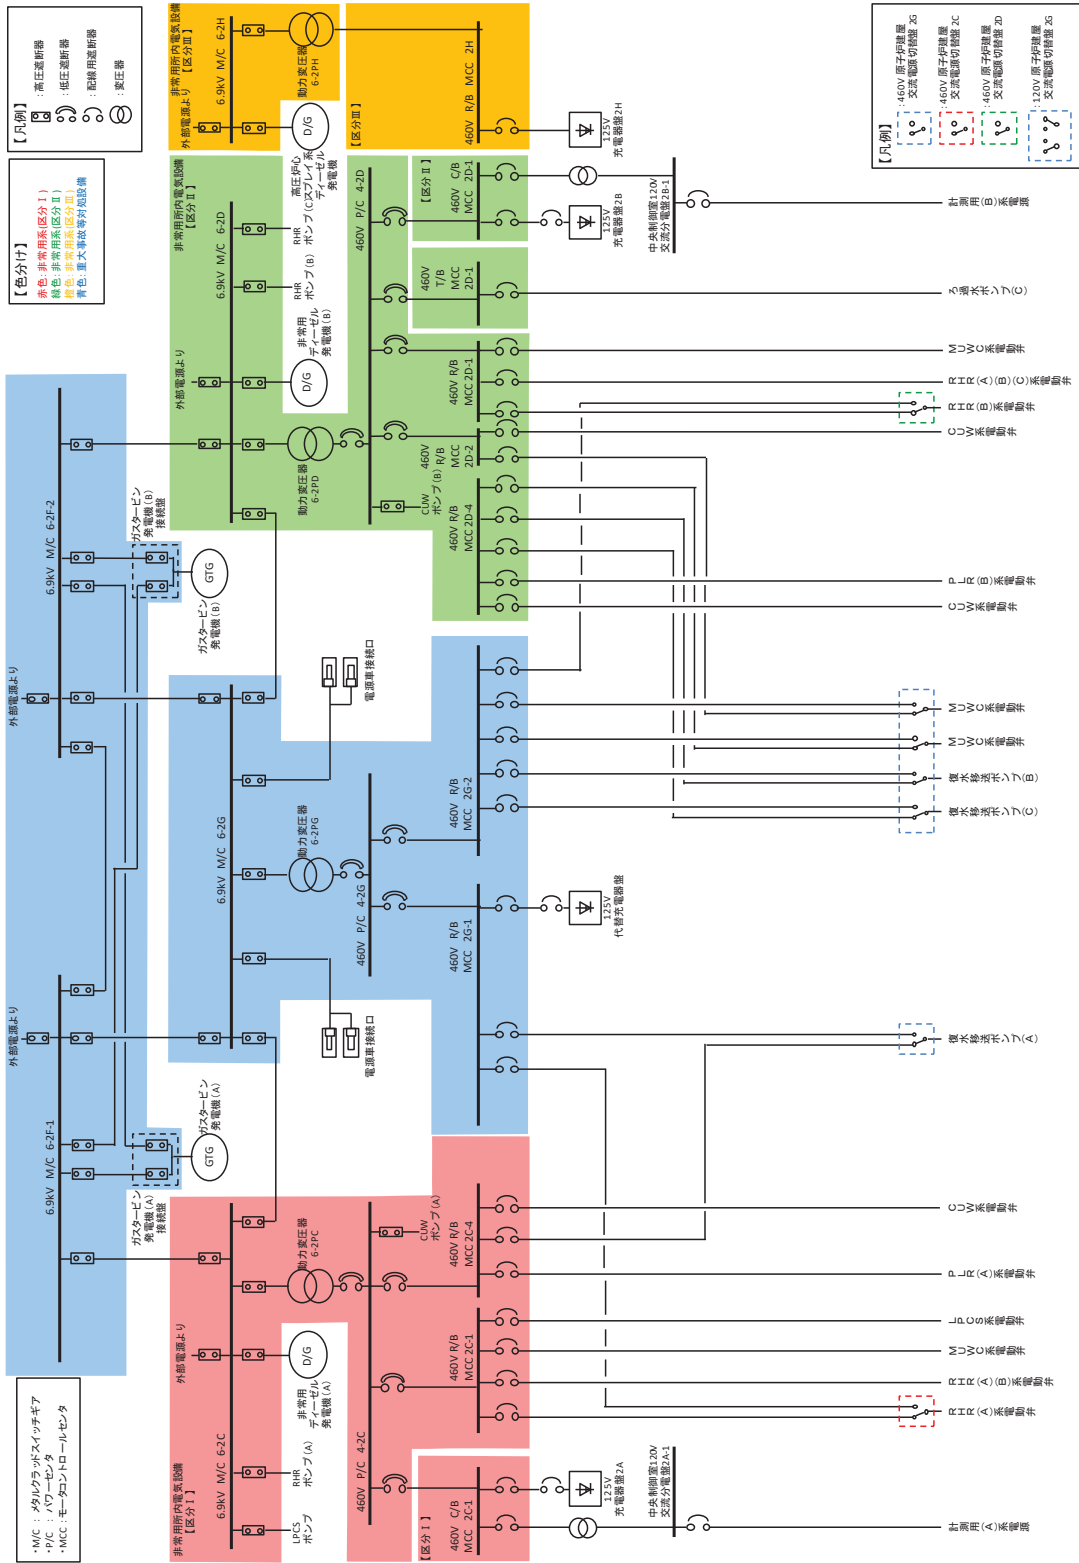 ・M/C ：メタルクラッドスイッチギア
・P/C ：パワーセンタ
・MCC ：モータコントロールセンタ
【色分け】
赤色：非常用系(区分Ⅰ)
緑色：非常用系(区分Ⅱ)
橙色：非常用系(区分Ⅲ)
青色：重大事故等対処設備
【凡例】
：高圧遮断器
：低圧遮断器
：配線用遮断器
：変圧器
6.9kV M/C 6-2F-1
外部電源より
6.9kV M/C 6-2F-2
外部電源より
ガスタービン
発電機(A)
接続盤
GTG
ガスタービン
発電機(A)
ガスタービン
発電機(B)
接続盤
GTG
ガスタービン
発電機(B)
非常用所内電気設備
【区分Ⅰ】
6.9kV M/C 6-2C
外部電源より
LPCS
ポンプ
RHR
ポンプ(A)
非常用
ディーゼル
発電機(A)
D/G
動力変圧器
6-2PC
460V P/C 4-2C
CUW
ポンプ(A)
【区分Ⅰ】
460V C/B
MCC 2C-1
460V R/B
MCC 2C-1
460V R/B
MCC 2C-4
125V
充電器盤2A
中央制御室120V
交流分電盤2A-1
6.9kV M/C 6-2G
電源車接続口
動力変圧器
6-2PG
電源車接続口
460V P/C 4-2G
460V R/B
MCC 2G-1
460V R/B
MCC 2G-2
125V
代替充電器盤
非常用所内電気設備
【区分Ⅱ】
6.9kV M/C 6-2D
外部電源より
動力変圧器
6-2PD
非常用
ディーゼル
発電機(B)
D/G
RHR
ポンプ(B)
RHR
ポンプ(C)
460V P/C 4-2D
CUW
ポンプ(B)
460V R/B
MCC 2D-4
460V R/B
MCC
2D-2
460V R/B
MCC 2D-1
460V
T/B
MCC
2D-1
【区分Ⅱ】
460V C/B
MCC 2D-1
125V
充電器盤2B
中央制御室120V
交流分電盤2B-1
非常用所内電気設備
【区分Ⅲ】
6.9kV M/C 6-2H
外部電源より
高圧炉心
スプレイ系
ディーゼル
発電機
D/G
動力変圧器
6-2PH
【区分Ⅲ】
460V R/B MCC 2H
125V
充電器盤2H
【凡例】
：460V 原子炉建屋
交流電源切替盤 2G
：460V 原子炉建屋
交流電源切替盤 2C
：460V 原子炉建屋
交流電源切替盤 2D
：120V 原子炉建屋
交流電源切替盤 2G
計測用(A)系電源
RHR(A)系電動弁
RHR(A)(B)系電動弁
MUWC系電動弁
LPCS系電動弁
PLR(A)系電動弁
CUW系電動弁
復水移送ポンプ(A)
復水移送ポンプ(C)
復水移送ポンプ(B)
MUWC系電動弁
MUWC系電動弁
CUW系電動弁
PLR(B)系電動弁
CUW系電動弁
RHR(B)系電動弁
RHR(A)(B)(C)系電動弁
MUWC系電動弁
ろ過水ポンプ(C)
計測用(B)系電源